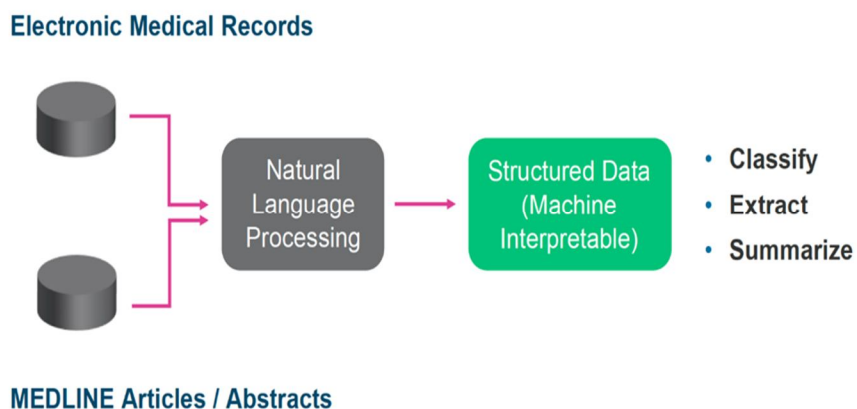 Electronic Medical Records
Natural
Language
Processing
Structured Data
(Machine
Interpretable)
• Classify
• Extract
• Summarize
MEDLINE Articles / Abstracts